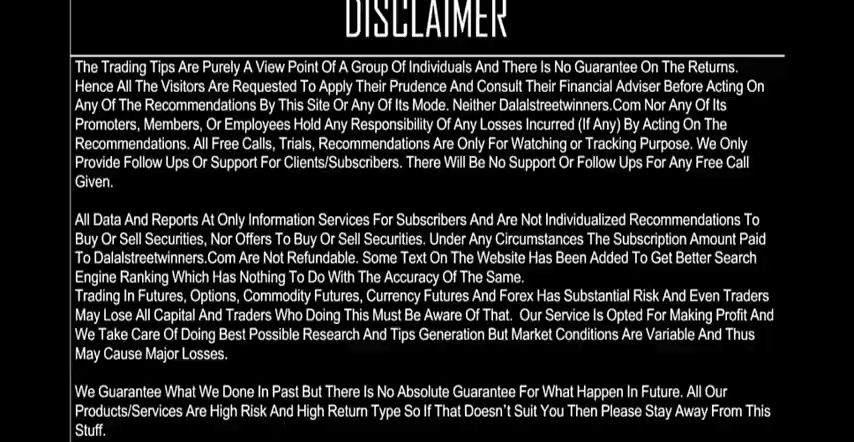 DISCLAIMER
The Trading Tips Are Purely A View Point Of A Group Of Individuals And There Is No Guarantee On The Returns.
Hence All The Visitors Are Requested To Apply Their Prudence And Consult Their Financial Adviser Before Acting On
Any Of The Recommendations By This Site Or Any Of Its Mode. Neither Dalalstreetwinners.Com Nor Any Of Its
Promoters, Members, Or Employees Hold Any Responsibility Of Any Losses Incurred (If Any) By Acting On The
Recommendations. All Free Calls, Trials, Recommendations Are Only For Watching or Tracking Purpose. We Only
Provide Follow Ups Or Support For Clients/Subscribers. There Will Be No Support Or Follow Ups For Any Free Call
Given.
All Data And Reports At Only Information Services For Subscribers And Are Not Individualized Recommendations To
Buy Or Sell Securities, Nor Offers To Buy Or Sell Securities. Under Any Circumstances The Subscription Amount Paid
To Dalalstreetwinners.Com Are Not Refundable. Some Text On The Website Has Been Added To Get Better Search
Engine Ranking Which Has Nothing To Do With The Accuracy Of The Same.
Trading In Futures, Options, Commodity Futures, Currency Futures And Forex Has Substantial Risk And Even Traders
May Lose All Capital And Traders Who Doing This Must Be Aware Of That. Our Service Is Opted For Making Profit And
We Take Care Of Doing Best Possible Research And Tips Generation But Market Conditions Are Variable And Thus
May Cause Major Losses.
We Guarantee What We Done In Past But There Is No Absolute Guarantee For What Happen In Future. All Our
Products/Services Are High Risk And High Return Type So If That Doesn't Suit You Then Please Stay Away From This
Stuff.